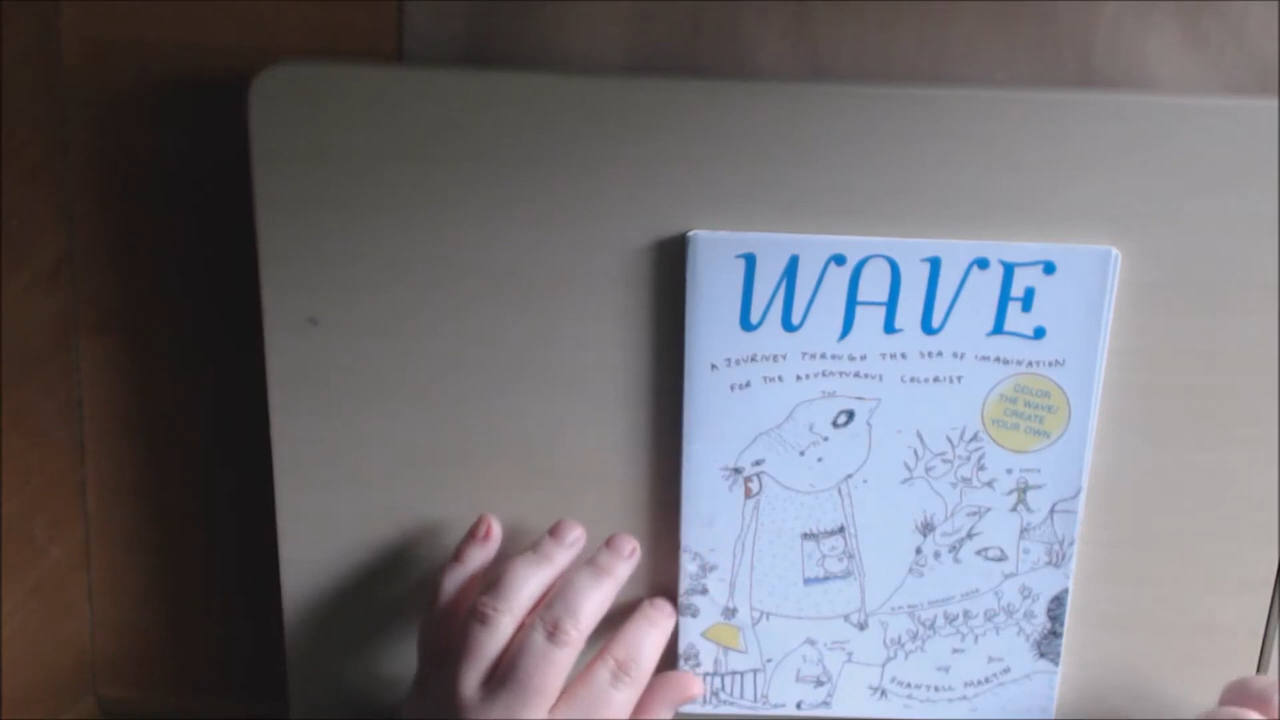 WAVE
A JOURNEY THROUGH THE SEA OF IMAGINATION
FOR THE ADVENTUROUS COLORIST
COLOR
THE WAVE/
CREATE
YOUR OWN
SHANTELL MARTIN